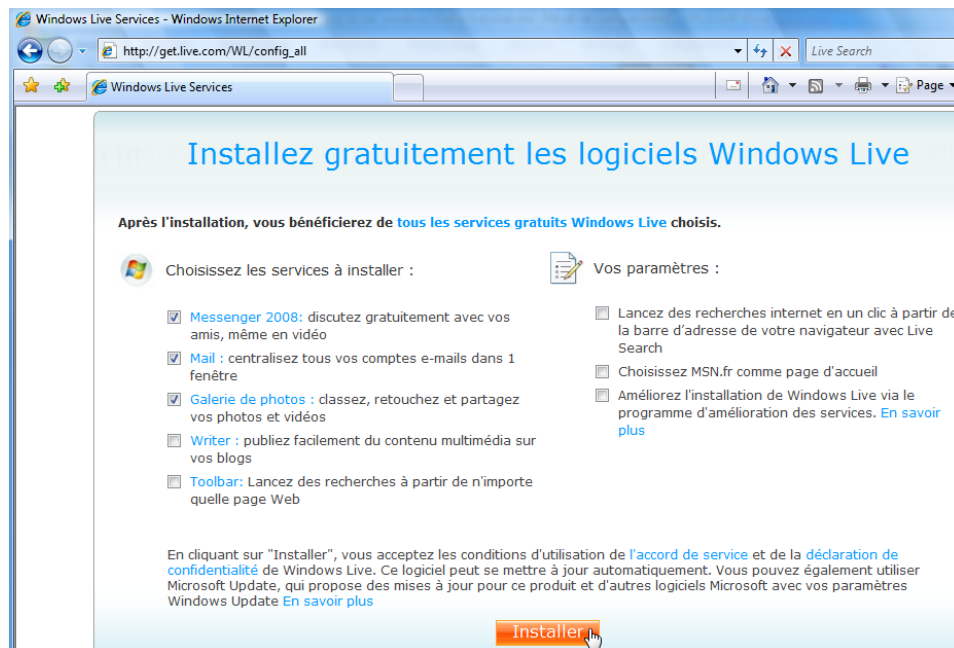 Windows Live Services - Windows Internet Explorer
http://get.live.com/WL/config_all
Live Search
Windows Live Services
Page
Installez gratuitement les logiciels Windows Live
Après l'installation, vous bénéficierez de tous les services gratuits Windows Live choisis.
Choisissez les services à installer :
Messenger 2008: discutez gratuitement avec vos
amis, même en vidéo
Mail : centralisez tous vos comptes e-mails dans 1
fenêtre
Galerie de photos : classez, retouchez et partagez
vos photos et vidéos
Writer : publiez facilement du contenu multimédia sur
vos blogs
Toolbar: Lancez des recherches à partir de n'importe
quelle page Web
Vos paramètres :
Lancez des recherches internet en un clic à partir de
la barre d'adresse de votre navigateur avec Live
Search
Choisissez MSN.fr comme page d'accueil
Améliorez l'installation de Windows Live via le
programme d'amélioration des services. En savoir
plus
En cliquant sur "Installer", vous acceptez les conditions d'utilisation de l'accord de service et de la déclaration de
confidentialité de Windows Live. Ce logiciel peut se mettre à jour automatiquement. Vous pouvez également utiliser
Microsoft Update, qui propose des mises à jour pour ce produit et d'autres logiciels Microsoft avec vos paramètres
Windows Update En savoir plus
Installer